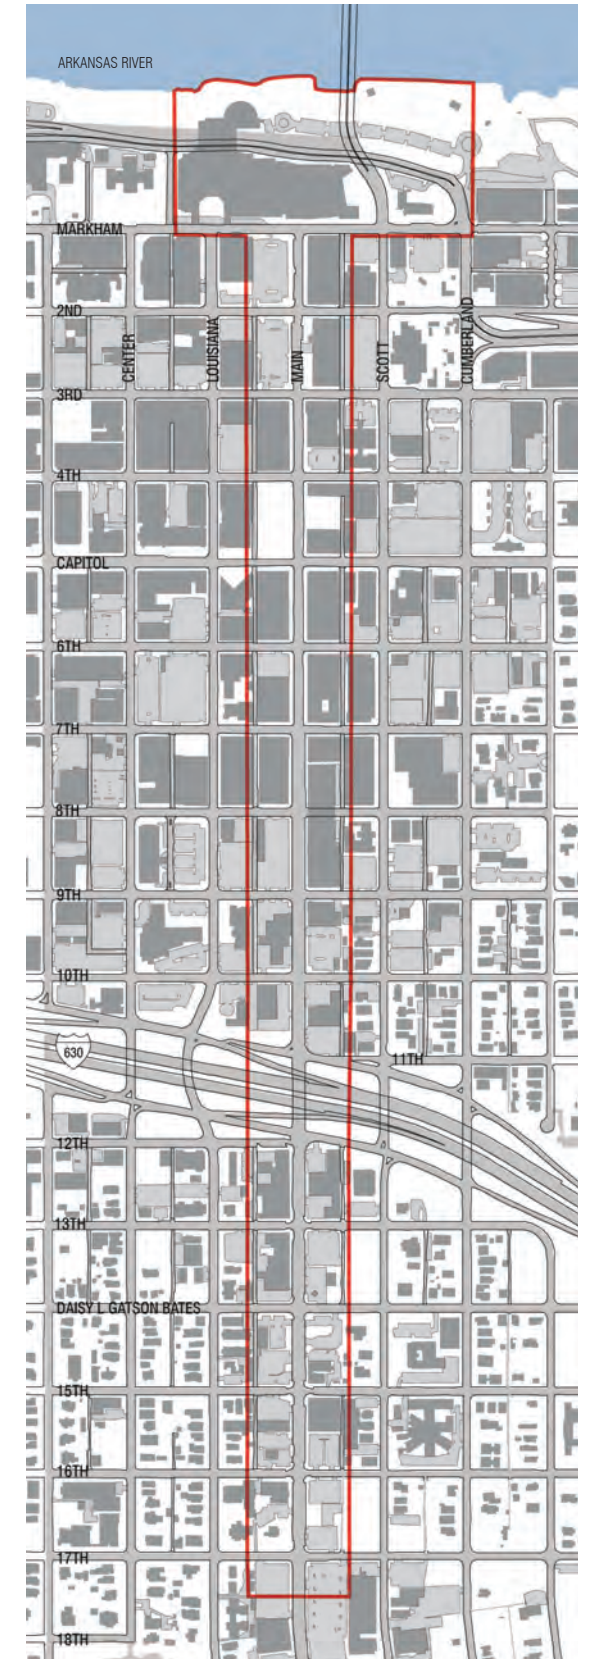 ARKANSAS RIVER
MARKHAM
2ND
CENTER
LOUISIANA
MAIN
SCOTT
CUMBERLAND
3RD
4TH
CAPITOL
6TH
7TH
8TH
9TH
10TH
630
11TH
12TH
13TH
DAISY L GATSON BATES
15TH
16TH
17TH
18TH